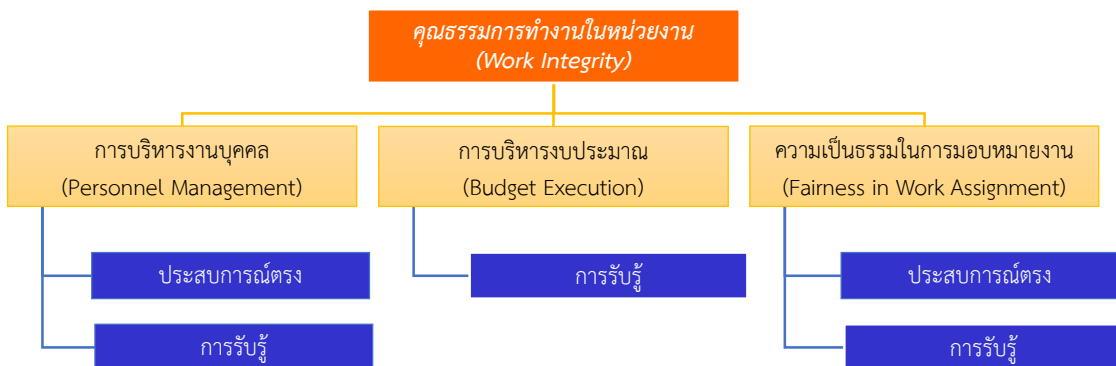 คุณธรรมการทำงานในหน่วยงาน
(Work Integrity)
การบริหารงานบุคคล
(Personnel Management)
ประสบการณ์ตรง
การรับรู้
การบริหารงบประมาณ
(Budget Execution)
การรับรู้
ความเป็นธรรมในการมอบหมายงาน
(Fairness in Work Assignment)
ประสบการณ์ตรง
การรับรู้